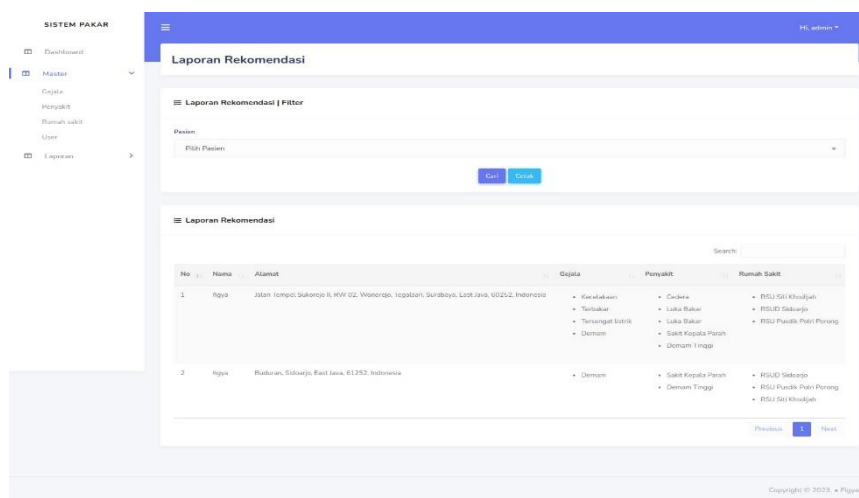 SISTEM PAKAR
Hi, admin
Dashboard
Master
Gejala
Penyakit
Rumah sakit
User
Laporan
Laporan Rekomendasi
Laporan Rekomendasi | Filter
Pasien
Pilih Pasien
Cari Cetak
Laporan Rekomendasi
Search:
No Nama Alamat Gejala Penyakit Rumah Sakit
1 figya Jalan Tempel Sukorejo II, RW 02, Wonorejo, Tegalsari, Surabaya, East Java, 60252, Indonesia
• Kecelakaan • Cedera • RSU Siti Khodijah
• Terbakar • Luka Bakar • RSUD Sidoarjo
• Tersengat listrik • Luka Bakar • RSU Pusdik Polri Porong
• Demam • Sakit Kepala Parah
• Demam Tinggi
2 figya Buduran, Sidoarjo, East Java, 61252, Indonesia
• Demam • Sakit Kepala Parah • RSUD Sidoarjo
• Demam Tinggi • RSU Pusdik Polri Porong
• RSU Siti Khodijah
Previous 1 Next
Copyright © 2023 • Figya